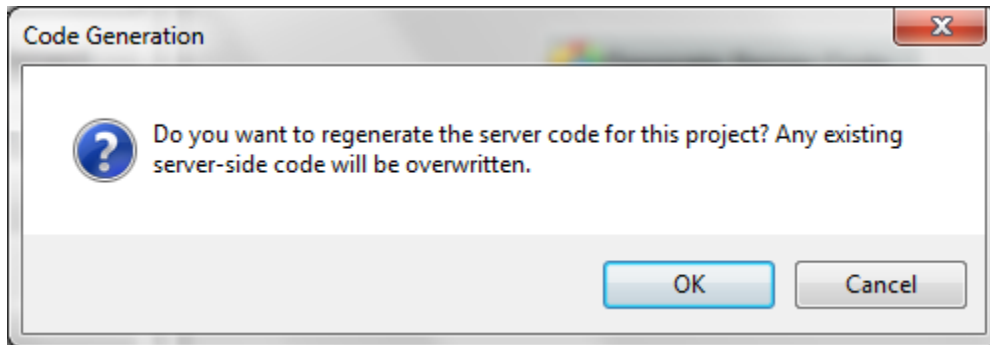 Code Generation
Do you want to regenerate the server code for this project? Any existing
server-side code will be overwritten.
OK
Cancel